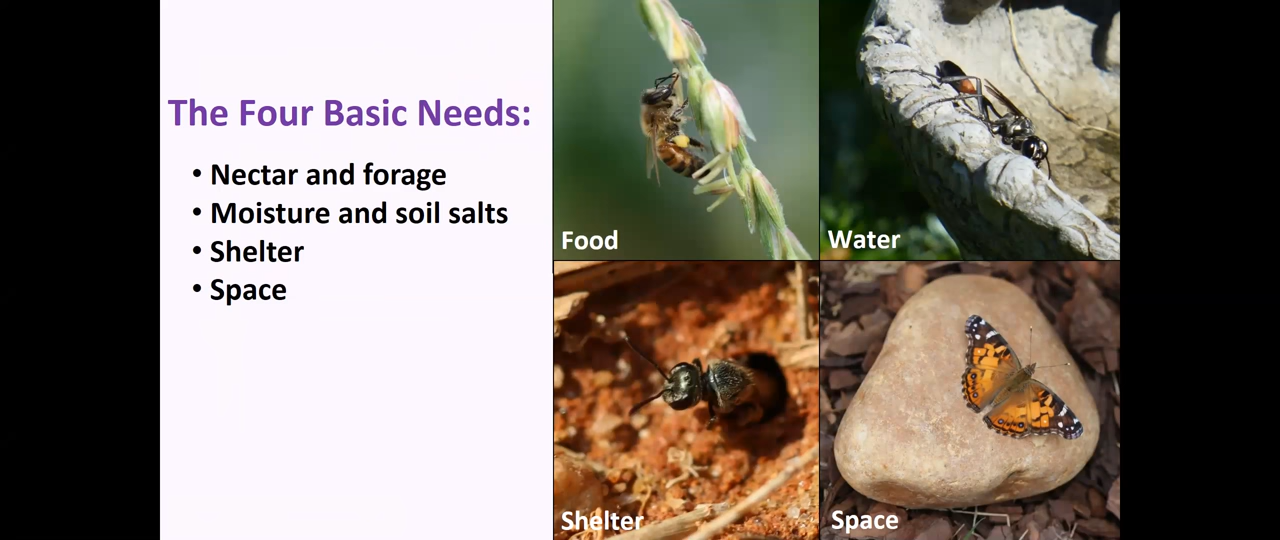 The Four Basic Needs:
• Nectar and forage
• Moisture and soil salts
• Shelter
• Space
Food
Water
Shelter
Space